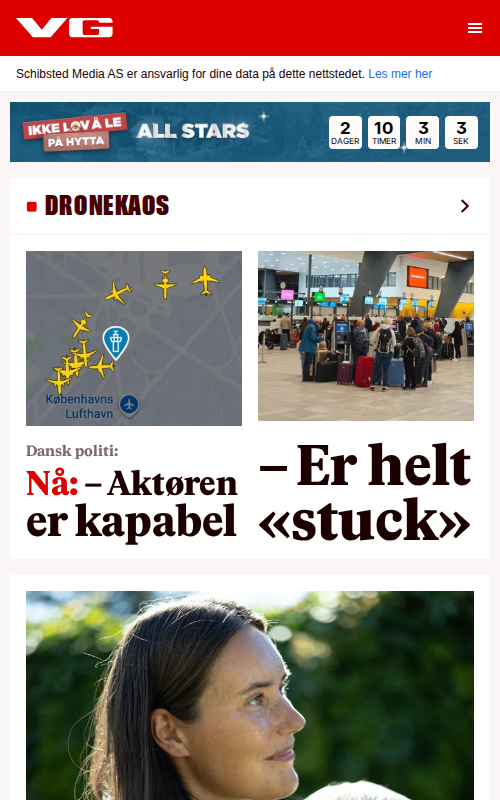 VG
Schibsted Media AS er ansvarlig for dine data på dette nettstedet. Les mer her
IKKE LOV Å LE
PÅ HYTTA
ALL STARS
2 10 3 3
DAGER TIMER MIN SEK
DRONEKAOS
Københavns
Lufthavn
Dansk politi:
Nå: – Aktøren
er kapabel
– Er helt
«stuck»